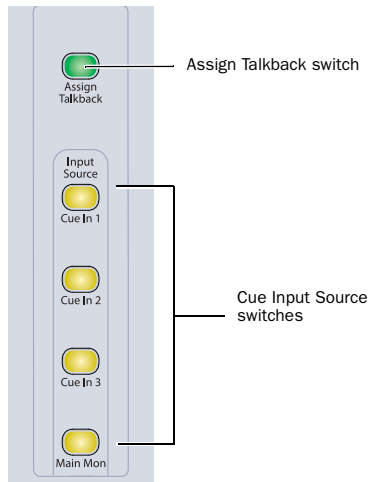 Assign Talkback switch
Assign
Talkback
Input
Source
Cue In 1
Cue In 2
Cue Input Source
switches
Cue In 3
Main Mon